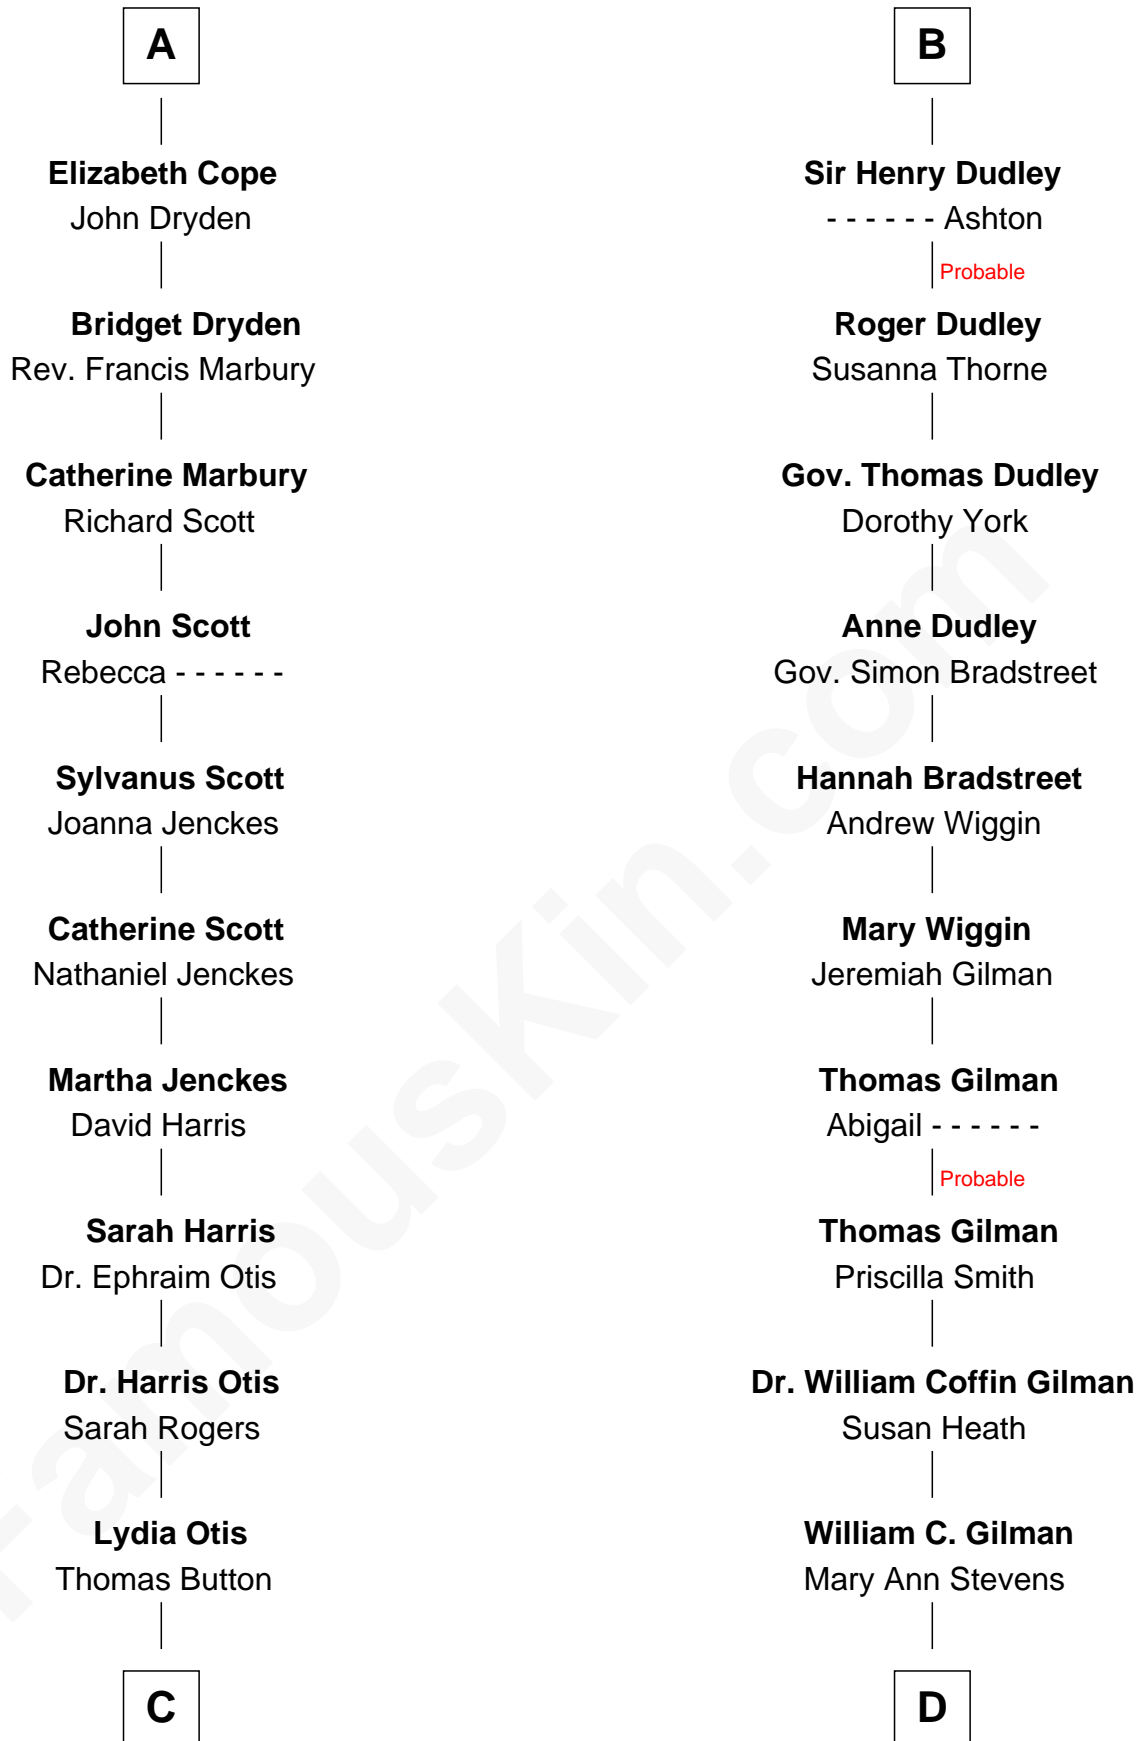 A
Elizabeth Cope
John Dryden
Bridget Dryden
Rev. Francis Marbury
Catherine Marbury
Richard Scott
John Scott
Rebecca - - - - - -
Sylvanus Scott
Joanna Jenckes
Catherine Scott
Nathaniel Jenckes
Martha Jenckes
David Harris
Sarah Harris
Dr. Ephraim Otis
Dr. Harris Otis
Sarah Rogers
Lydia Otis
Thomas Button
C
B
Sir Henry Dudley
- - - - - - Ashton
Probable
Roger Dudley
Susanna Thorne
Gov. Thomas Dudley
Dorothy York
Anne Dudley
Gov. Simon Bradstreet
Hannah Bradstreet
Andrew Wiggin
Mary Wiggin
Jeremiah Gilman
Thomas Gilman
Abigail - - - - - -
Probable
Thomas Gilman
Priscilla Smith
Dr. William Coffin Gilman
Susan Heath
William C. Gilman
Mary Ann Stevens
D
FamousKin.com